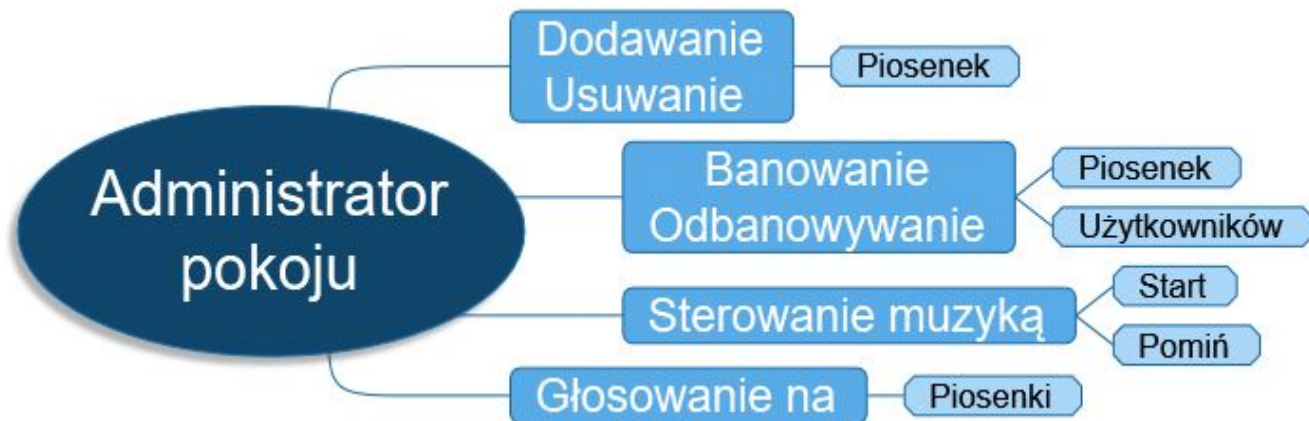 Administrator
pokoju
Dodawanie
Usuwanie
Piosenek
Banowanie
Odbanowywanie
Piosenek
Użytkowników
Sterowanie muzyką
Start
Pomiń
Głosowanie na
Piosenki